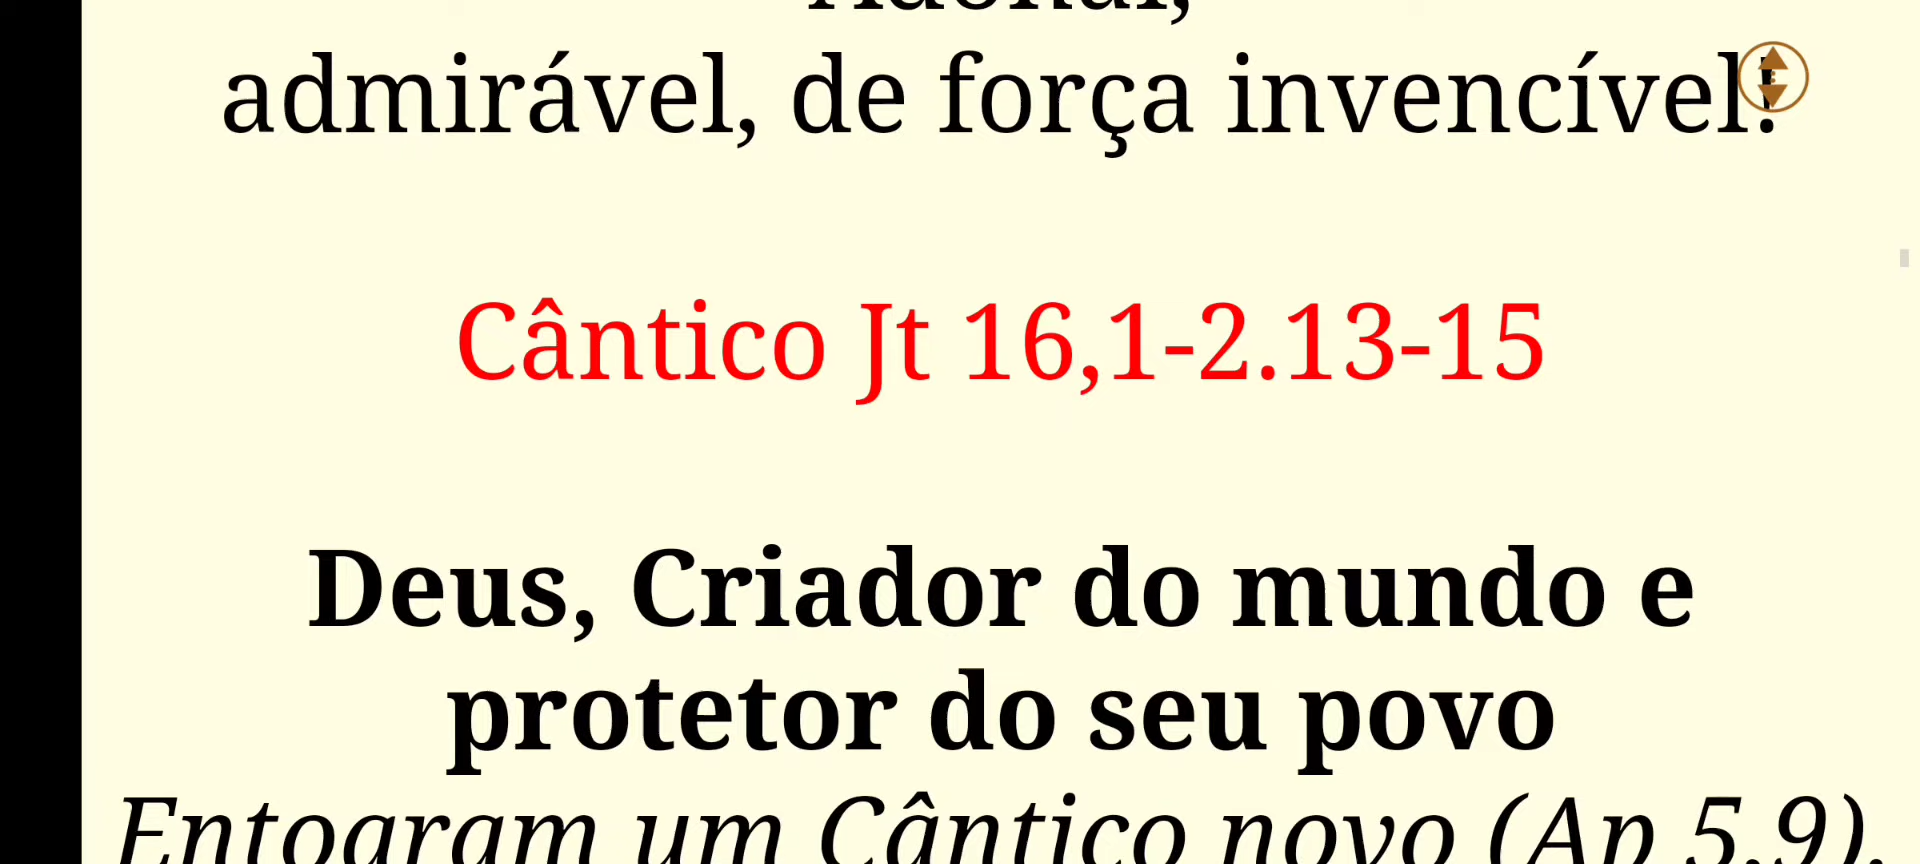 admirável, de força invencível!
Cântico Jt 16,1-2.13-15
Deus, Criador do mundo e
protetor do seu povo
Entoaram um Cântico novo (Ap 5,9).